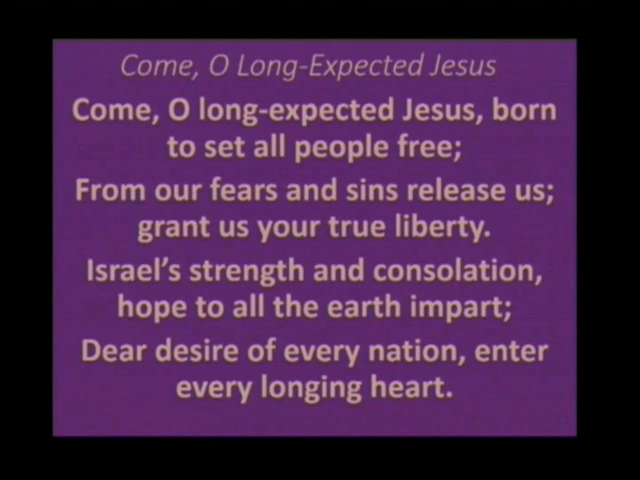 Come, O Long-Expected Jesus
Come, O long-expected Jesus, born
to set all people free;
From our fears and sins release us;
grant us your true liberty.
Israel's strength and consolation,
hope to all the earth impart;
Dear desire of every nation, enter
every longing heart.